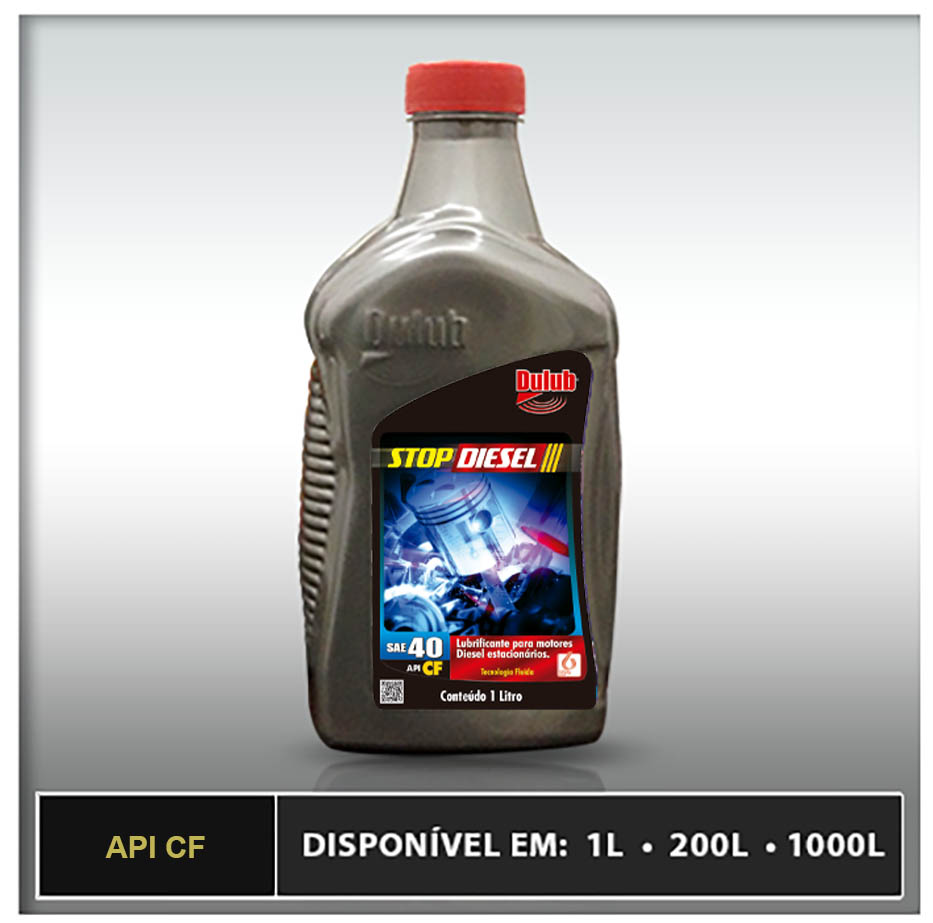 Dulub
Dulub
STOP DIESEL
SAE 40
API CF
Lubrificante para motores
Diesel estacionários.
Tecnologia Fluida
Conteúdo 1 Litro
API CF
DISPONÍVEL EM: 1L • 200L • 1000L